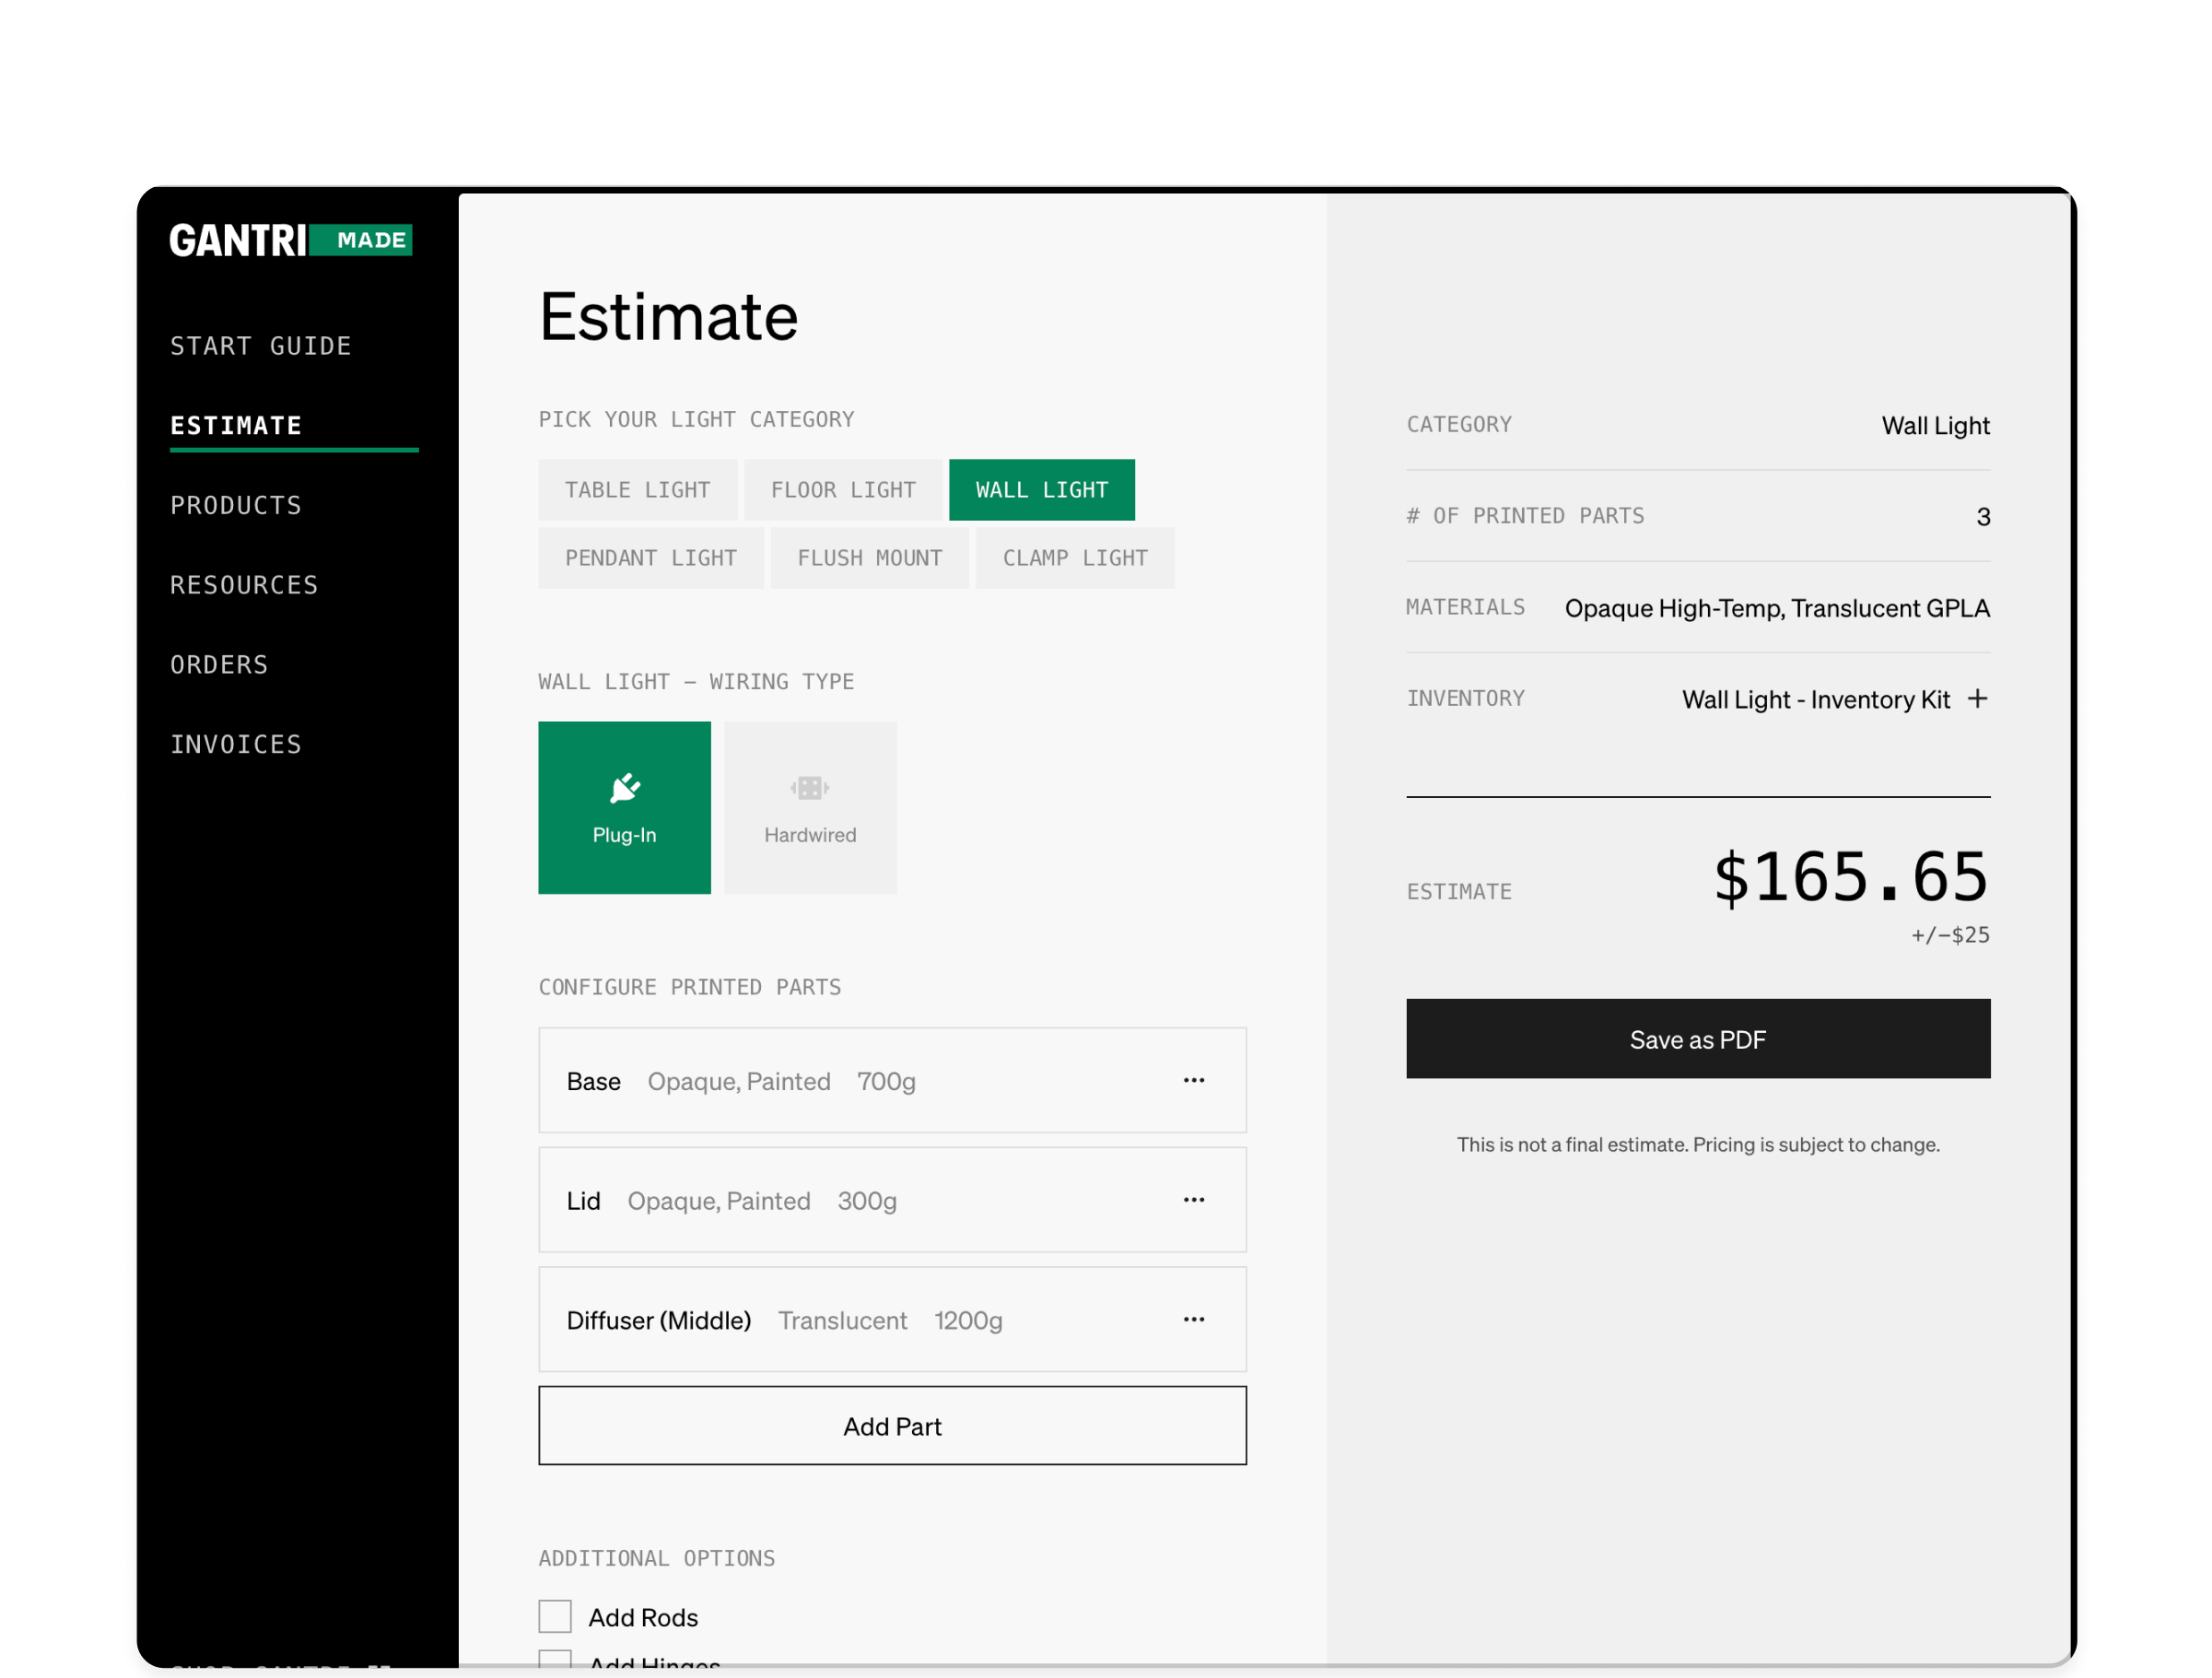 GANTRI MADE
START GUIDE
ESTIMATE
PRODUCTS
RESOURCES
ORDERS
INVOICES
Estimate
PICK YOUR LIGHT CATEGORY
TABLE LIGHT
FLOOR LIGHT
WALL LIGHT
PENDANT LIGHT
FLUSH MOUNT
CLAMP LIGHT
WALL LIGHT – WIRING TYPE
Plug-In
Hardwired
CONFIGURE PRINTED PARTS
Base Opaque, Painted 700g
Lid Opaque, Painted 300g
Diffuser (Middle) Translucent 1200g
Add Part
ADDITIONAL OPTIONS
Add Rods
Add Hinges
CATEGORY Wall Light
# OF PRINTED PARTS 3
MATERIALS Opaque High-Temp, Translucent GPLA
INVENTORY Wall Light - Inventory Kit +
ESTIMATE $165.65
+/–$25
Save as PDF
This is not a final estimate. Pricing is subject to change.